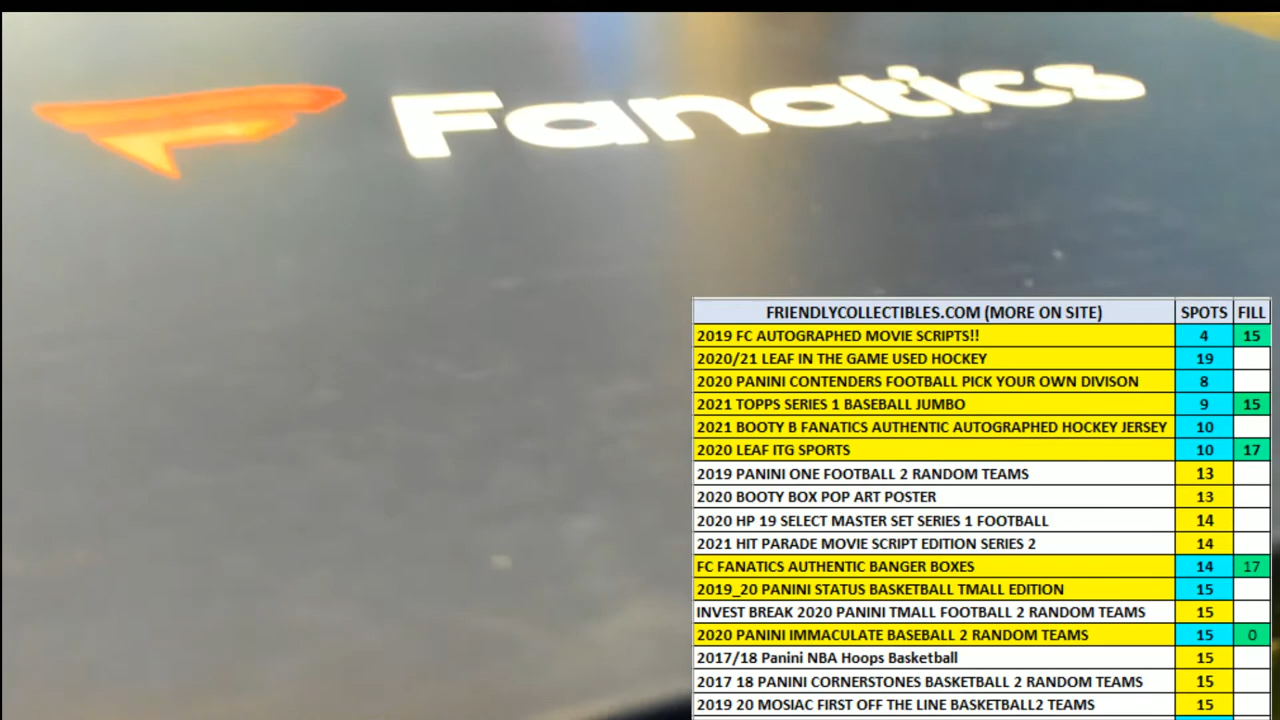 Fanatics
FRIENDLYCOLLECTIBLES.COM (MORE ON SITE) SPOTS FILL
2019 FC AUTOGRAPHED MOVIE SCRIPTS!! 4 15
2020/21 LEAF IN THE GAME USED HOCKEY 19
2020 PANINI CONTENDERS FOOTBALL PICK YOUR OWN DIVISON 8
2021 TOPPS SERIES 1 BASEBALL JUMBO 9 15
2021 BOOTY B FANATICS AUTHENTIC AUTOGRAPHED HOCKEY JERSEY 10
2020 LEAF ITG SPORTS 10 17
2019 PANINI ONE FOOTBALL 2 RANDOM TEAMS 13
2020 BOOTY BOX POP ART POSTER 13
2020 HP 19 SELECT MASTER SET SERIES 1 FOOTBALL 14
2021 HIT PARADE MOVIE SCRIPT EDITION SERIES 2 14
FC FANATICS AUTHENTIC BANGER BOXES 14 17
2019_20 PANINI STATUS BASKETBALL TMALL EDITION 15
INVEST BREAK 2020 PANINI TMALL FOOTBALL 2 RANDOM TEAMS 15
2020 PANINI IMMACULATE BASEBALL 2 RANDOM TEAMS 15 0
2017/18 Panini NBA Hoops Basketball 15
2017 18 PANINI CORNERSTONES BASKETBALL 2 RANDOM TEAMS 15
2019 20 MOSIAC FIRST OFF THE LINE BASKETBALL2 TEAMS 15